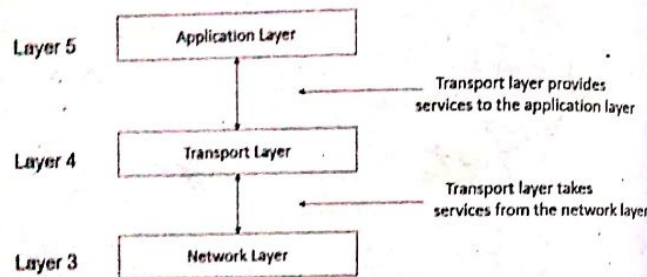 Layer 5
Application Layer
Transport layer provides
services to the application layer
Layer 4
Transport Layer
Transport layer takes
services from the network layer
Layer 3
Network Layer